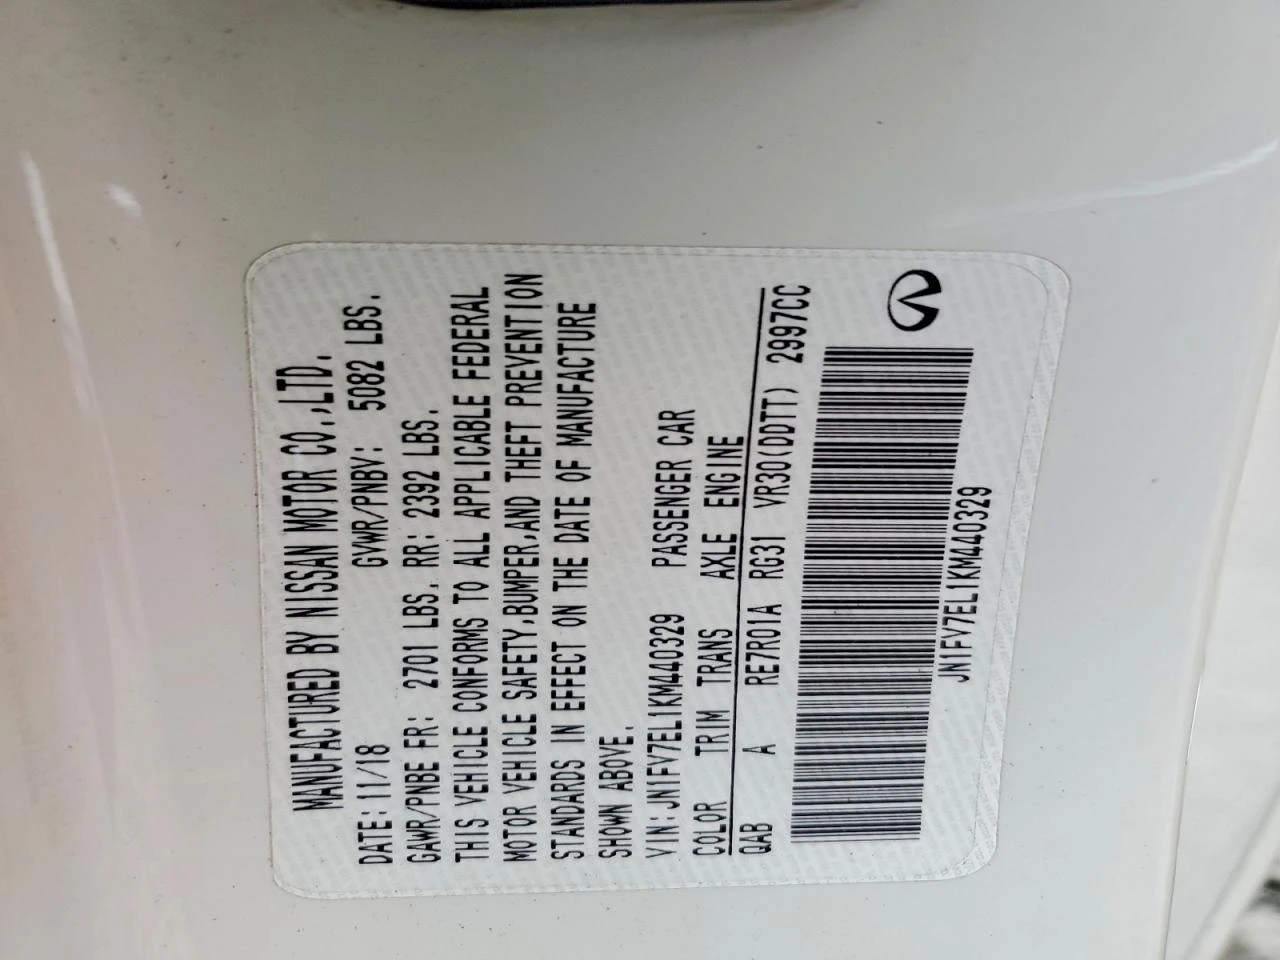 MANUFACTURED BY NISSAN MOTOR CO.,LTD.
DATE:11/18 GVWR/PNBV: 5082 LBS.
GAWR/PNBE FR: 2701 LBS. RR: 2392 LBS.
THIS VEHICLE CONFORMS TO ALL APPLICABLE FEDERAL
MOTOR VEHICLE SAFETY,BUMPER,AND THEFT PREVENTION
STANDARDS IN EFFECT ON THE DATE OF MANUFACTURE
SHOWN ABOVE.
VIN:JN1FV7EL1KM440329 PASSENGER CAR
COLOR TRIM TRANS AXLE ENGINE
QAB A RE7R01A RG31 VR30(DDTT) 2997CC
JN1FV7EL1KM440329